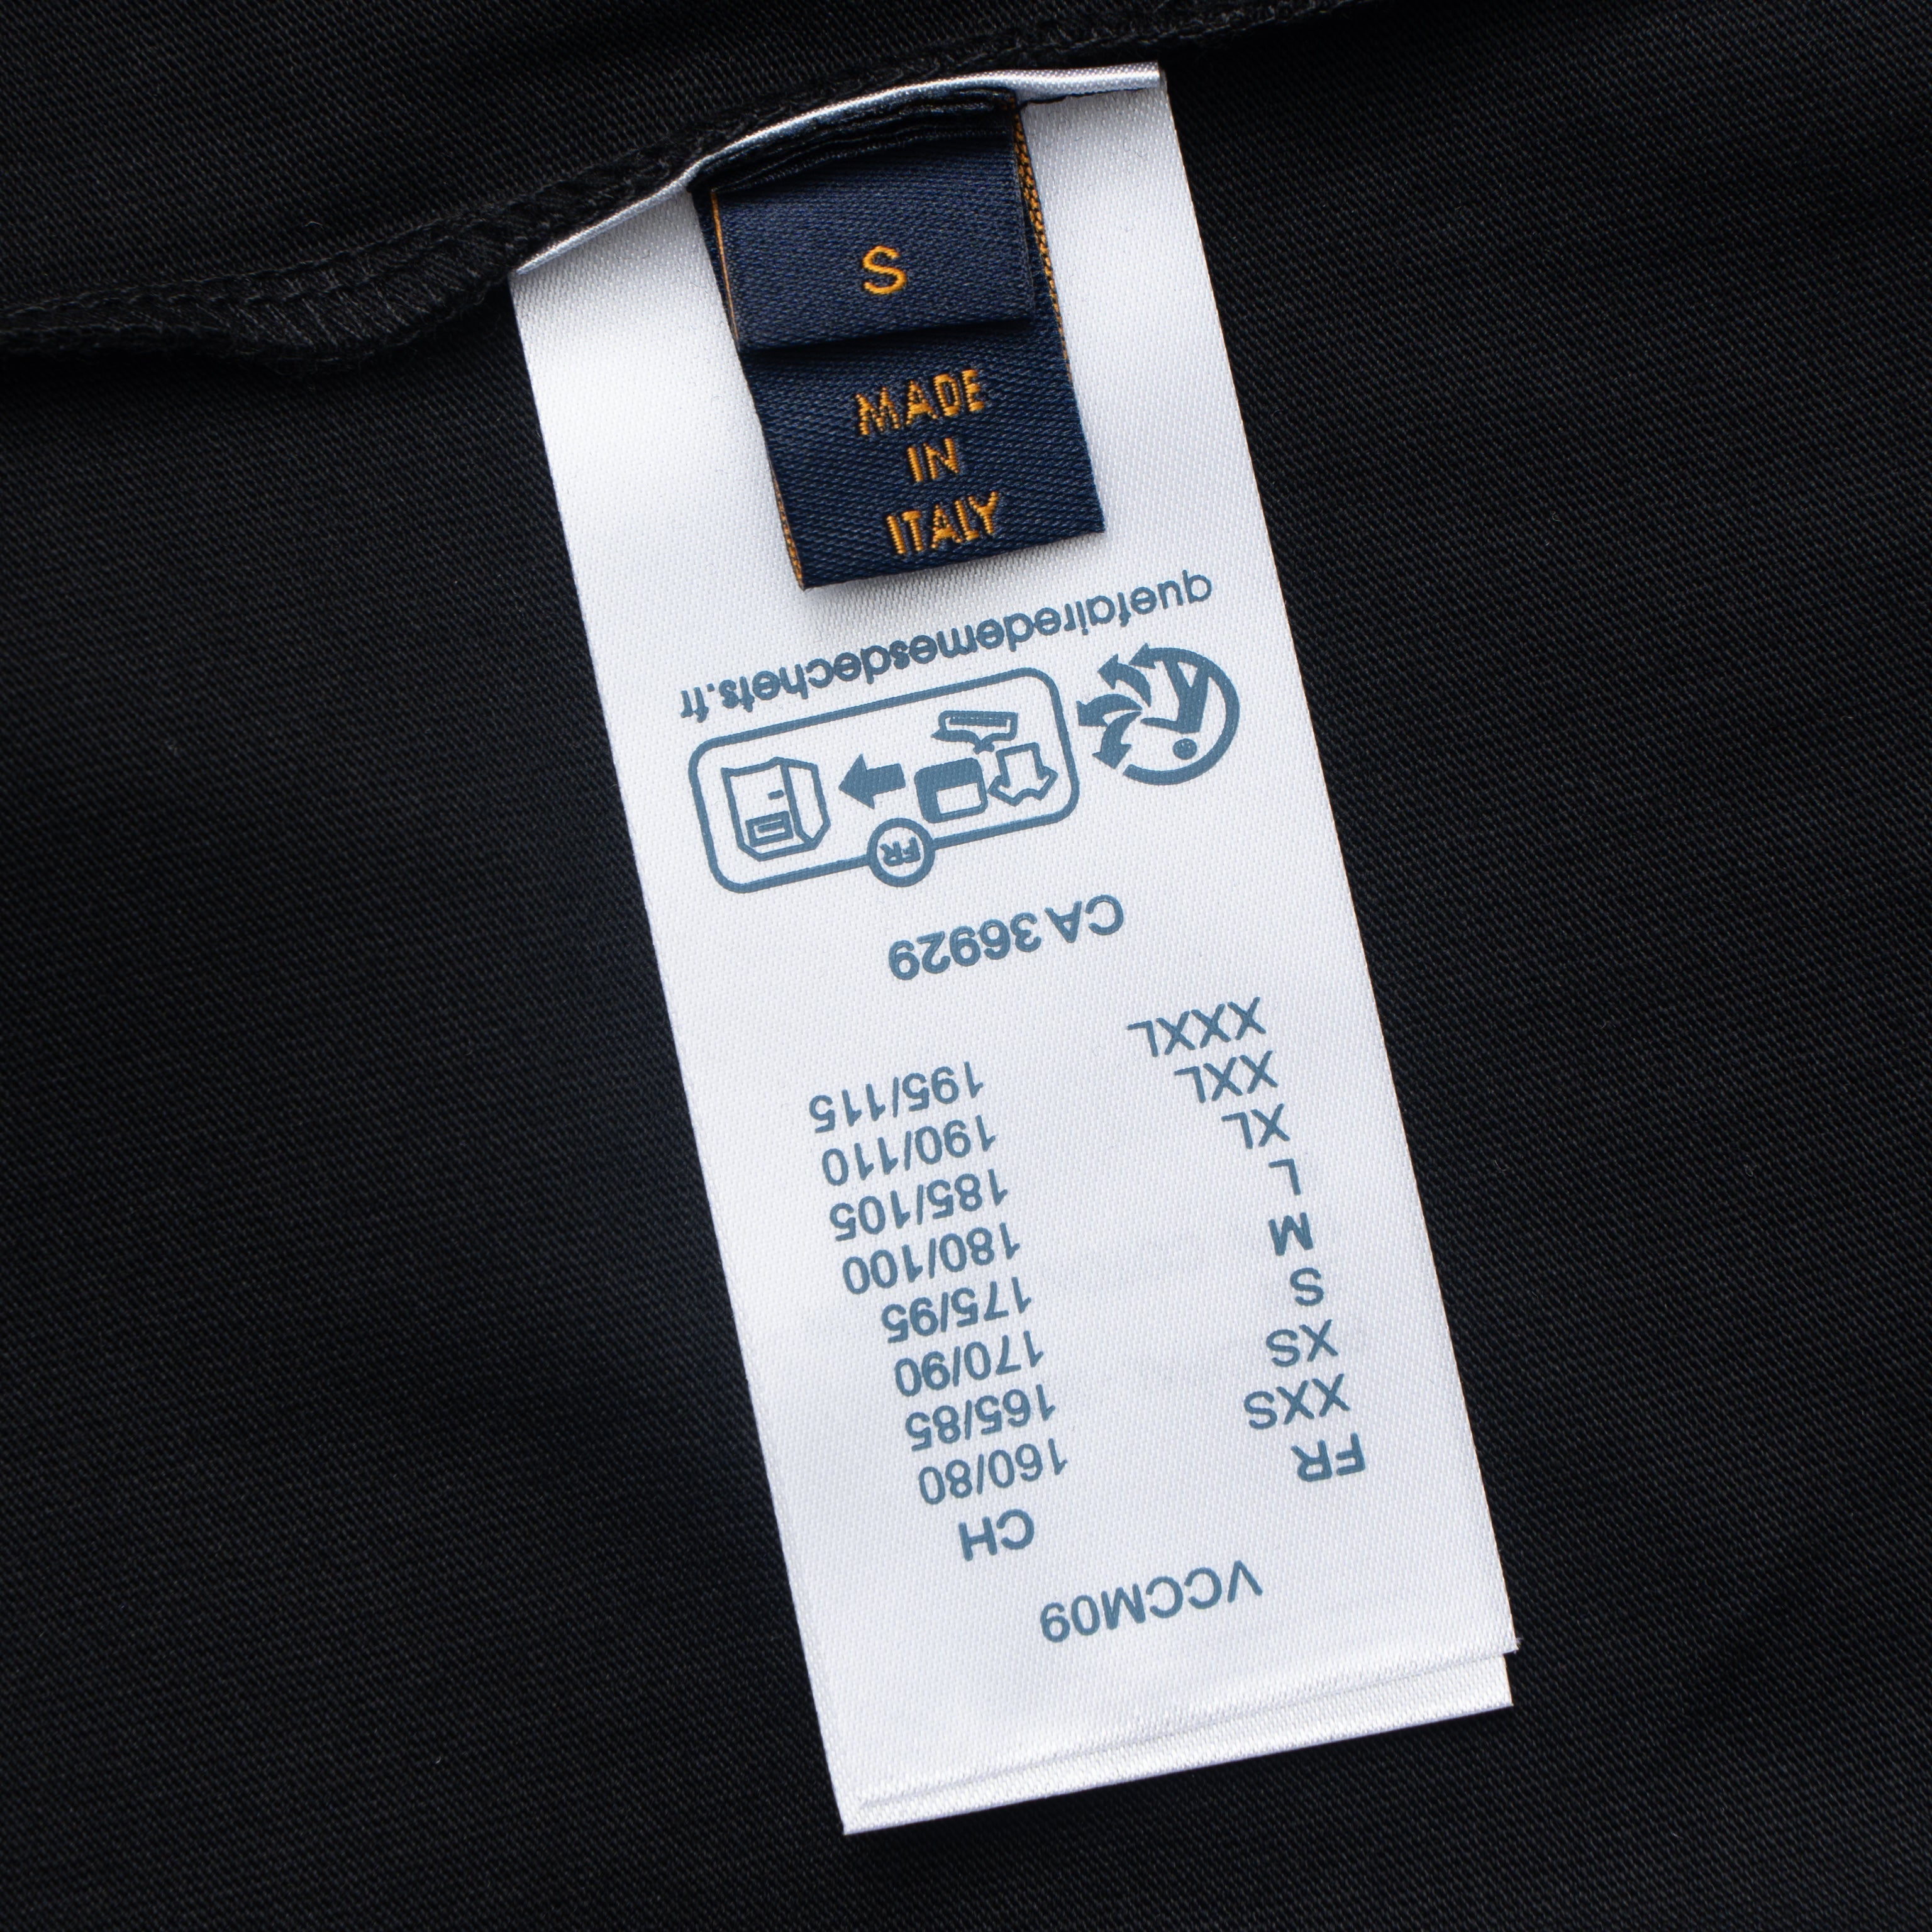 S
MADE
IN
ITALY
VCCM09
FR CH
XXS 160/80
XS 165/85
S 170/90
M 175/95
L 180/100
XL 185/105
XXL 190/110
XXXL 195/115
CA 36929
FR
quefairedemesdechets.fr